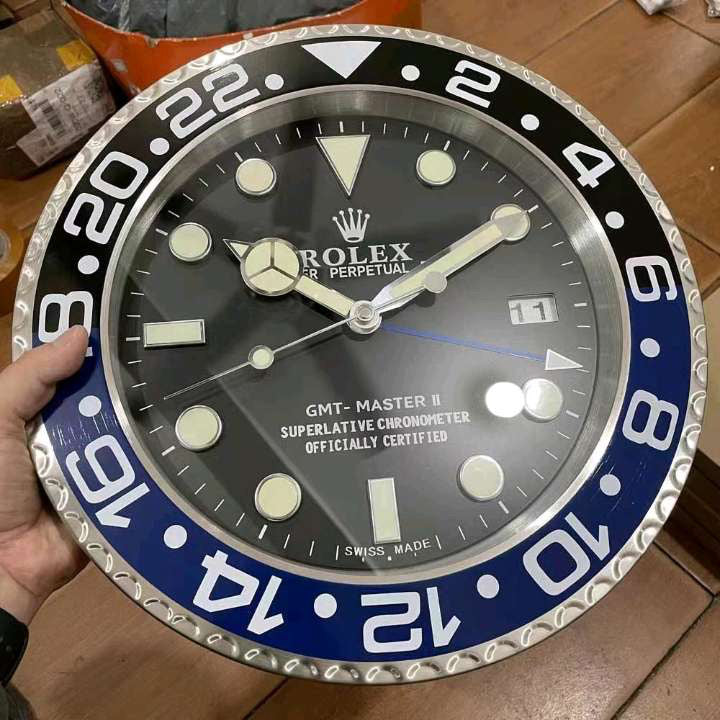 2
4
6
8
10
12
14
16
18
20
22
ROLEX
PERPETUAL
11
GMT- MASTER II
SUPERLATIVE CHRONOMETER
OFFICIALLY CERTIFIED
SWISS MADE